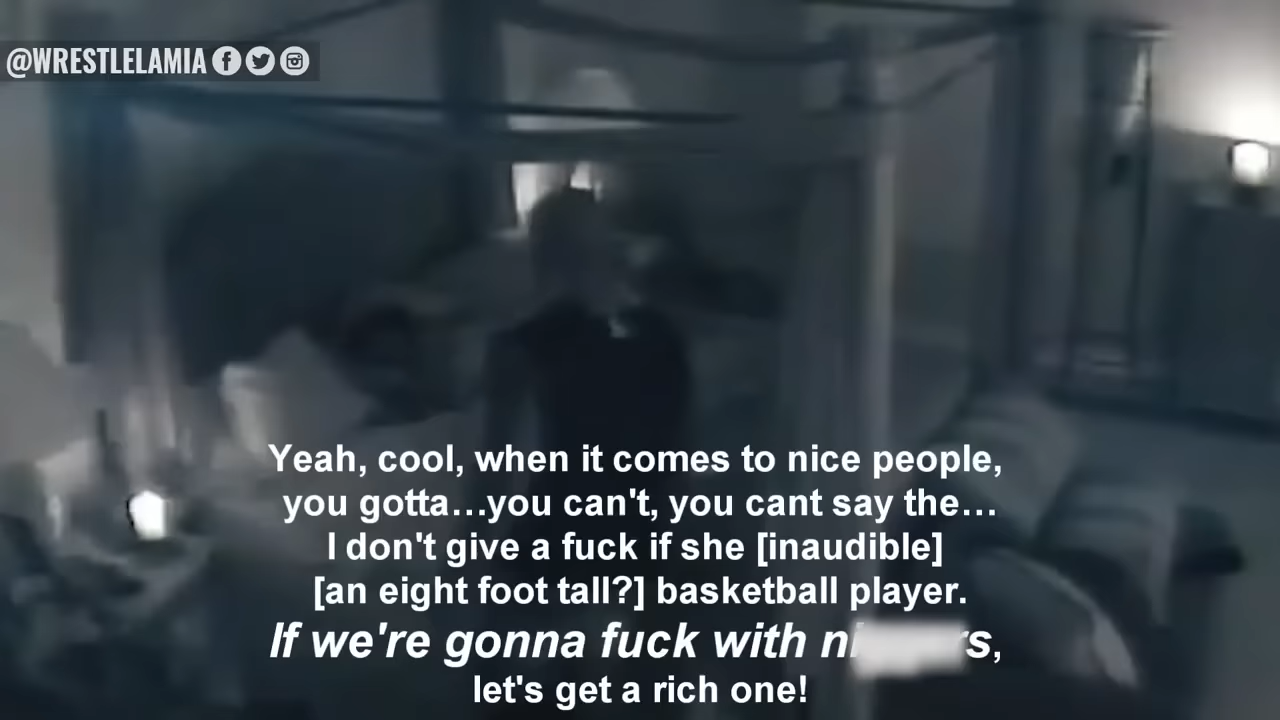 @WRESTLELAMIA
Yeah, cool, when it comes to nice people,
you gotta...you can't, you cant say the...
I don't give a fuck if she [inaudible]
[an eight foot tall?] basketball player.
If we're gonna fuck with
let's get a rich one!